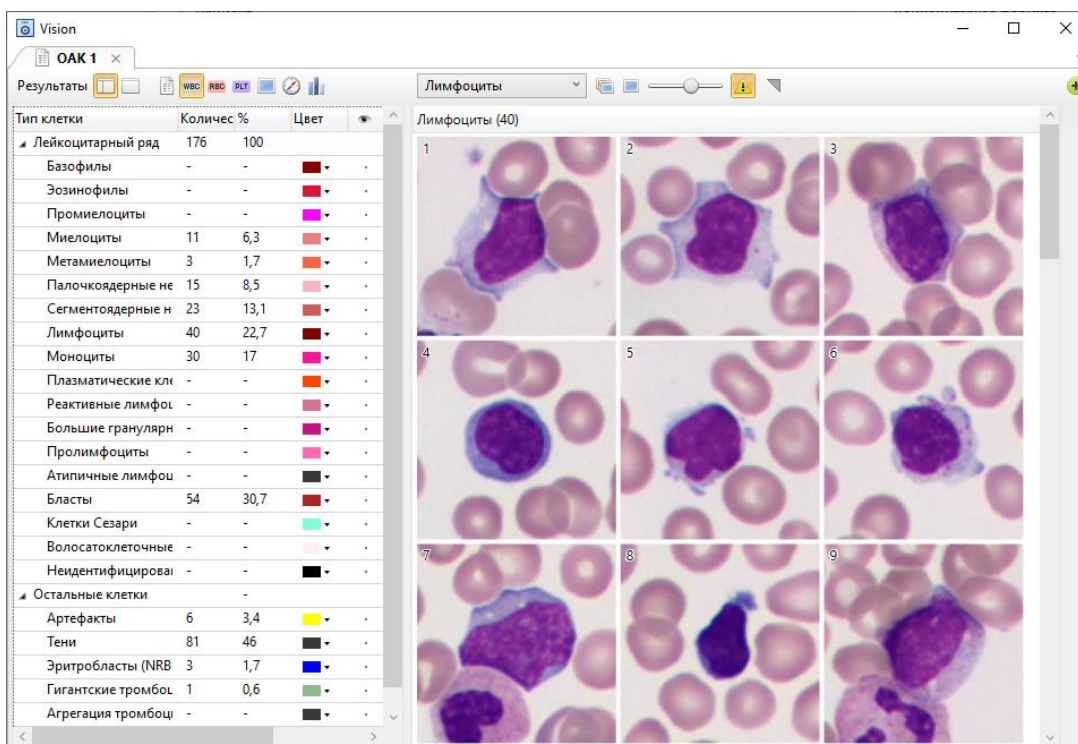 Vision
ОАК 1
Результаты WBC RBC PLT Лимфоциты
Тип клетки Количес % Цвет
Лейкоцитарный ряд 176 100
Базофилы - -
Эозинофилы - -
Промиелоциты - -
Миелоциты 11 6,3
Метамиелоциты 3 1,7
Палочкоядерные не 15 8,5
Сегментоядерные н 23 13,1
Лимфоциты 40 22,7
Моноциты 30 17
Плазматические кле - -
Реактивные лимфоц - -
Большие гранулярн - -
Пролимфоциты - -
Атипичные лимфоц - -
Бласты 54 30,7
Клетки Сезари - -
Волосатоклеточные - -
Неидентифицирова - -
Остальные клетки -
Артефакты 6 3,4
Тени 81 46
Эритробласты (NRB 3 1,7
Гигантские тромбоц 1 0,6
Агрегация тромбоц - -
Лимфоциты (40)
1 2 3
4 5 6
7 8 9